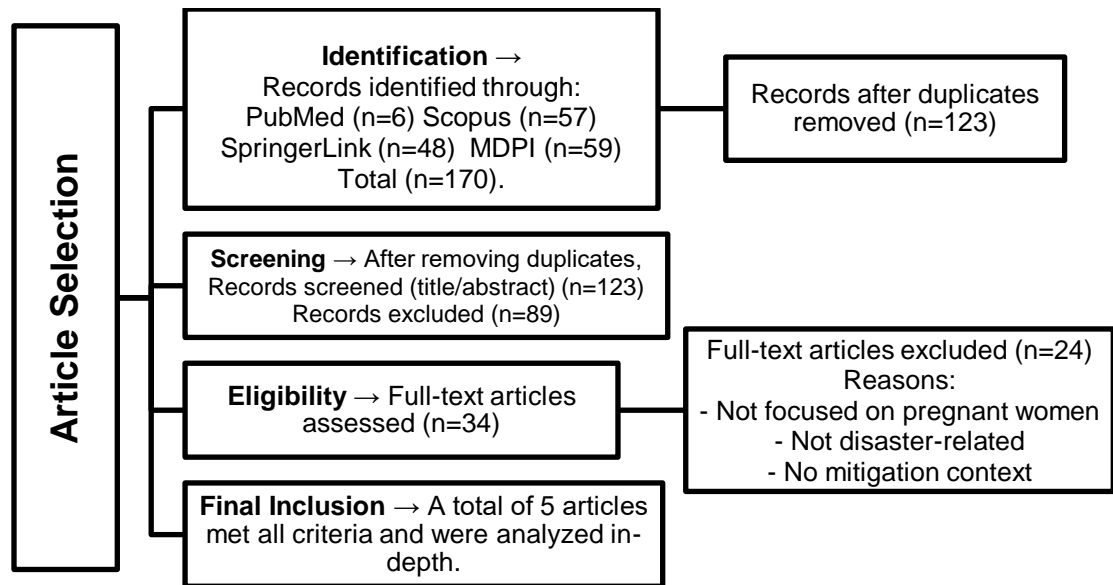 Article Selection
Identification →
Records identified through:
PubMed (n=6) Scopus (n=57)
SpringerLink (n=48) MDPI (n=59)
Total (n=170).
Records after duplicates
removed (n=123)
Screening → After removing duplicates,
Records screened (title/abstract) (n=123)
Records excluded (n=89)
Eligibility → Full-text articles
assessed (n=34)
Full-text articles excluded (n=24)
Reasons:
- Not focused on pregnant women
- Not disaster-related
- No mitigation context
Final Inclusion → A total of 5 articles
met all criteria and were analyzed in-
depth.